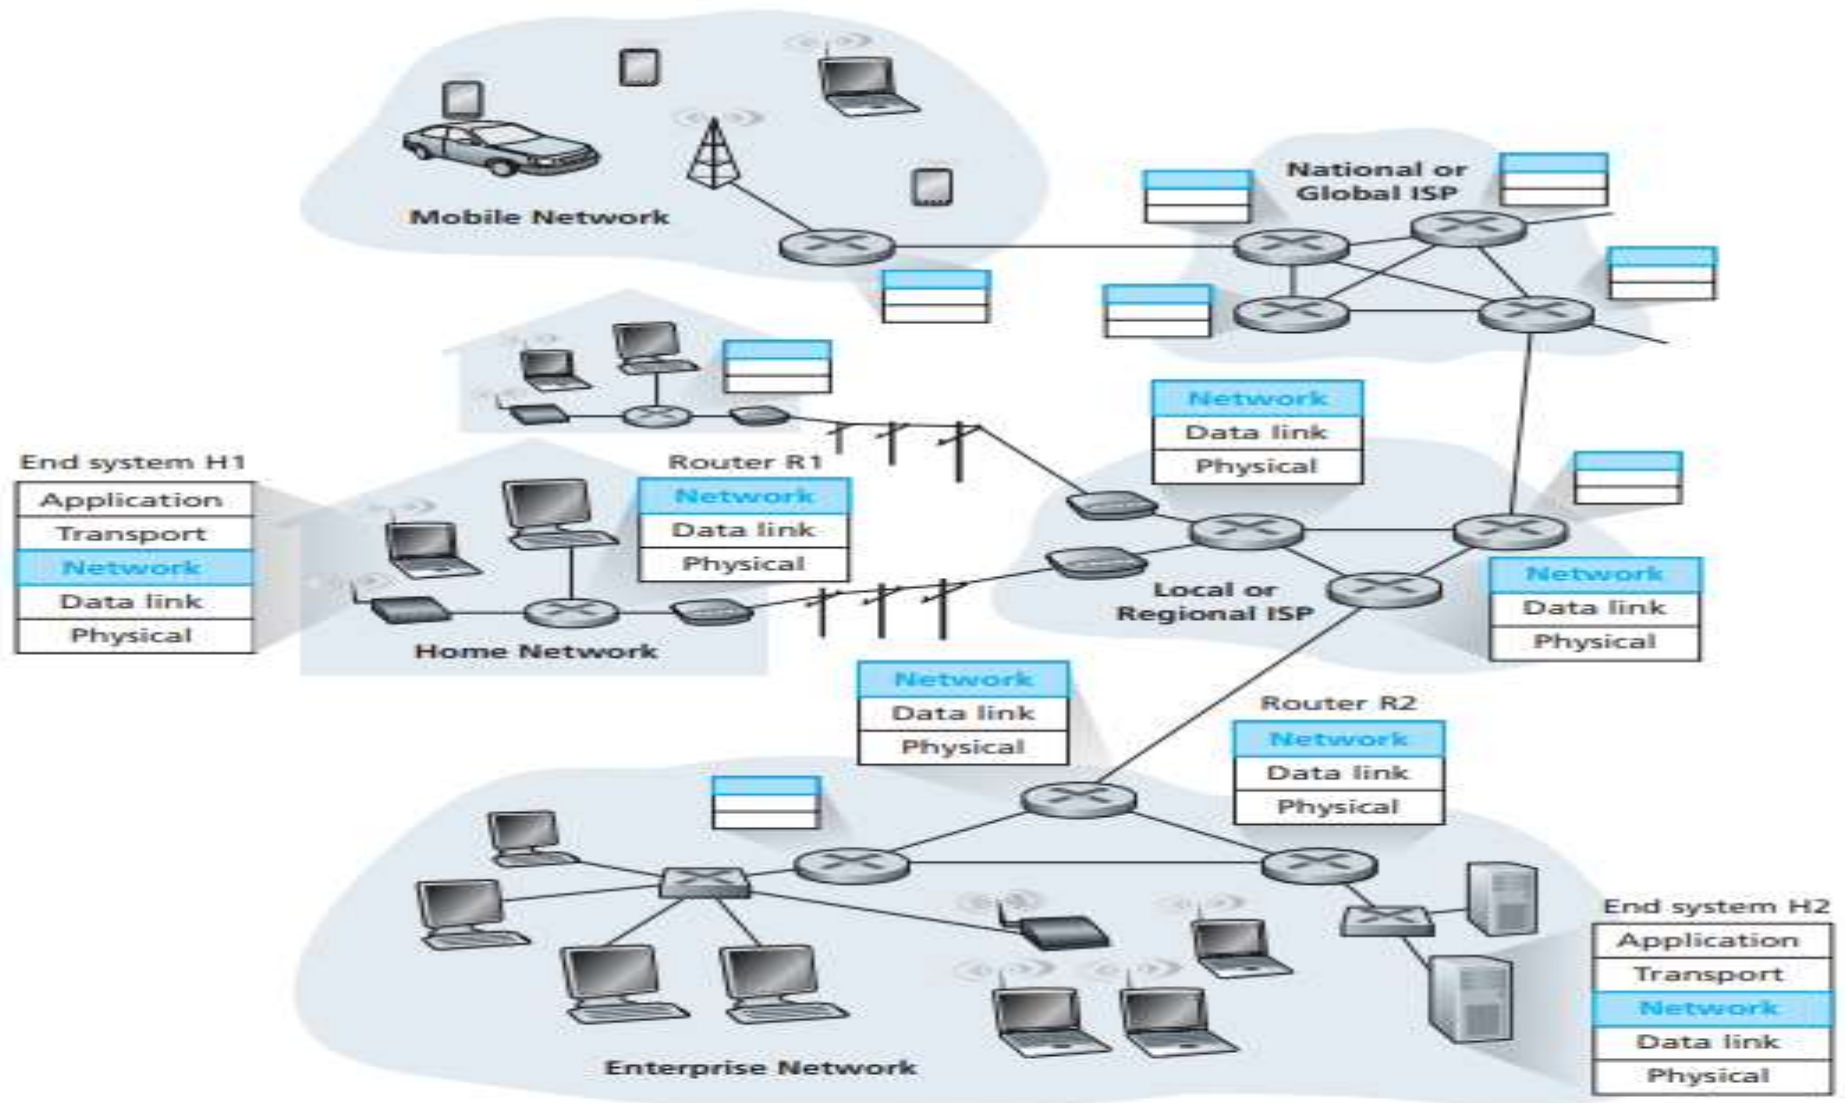 National or
Global ISP
Mobile Network
Network
Data link
Physical
End system H1
Application
Transport
Network
Data link
Physical
Router R1
Network
Data link
Physical
Home Network
Local or
Regional ISP
Network
Data link
Physical
Network
Data link
Physical
Router R2
Network
Data link
Physical
End system H2
Application
Transport
Network
Data link
Physical
Enterprise Network